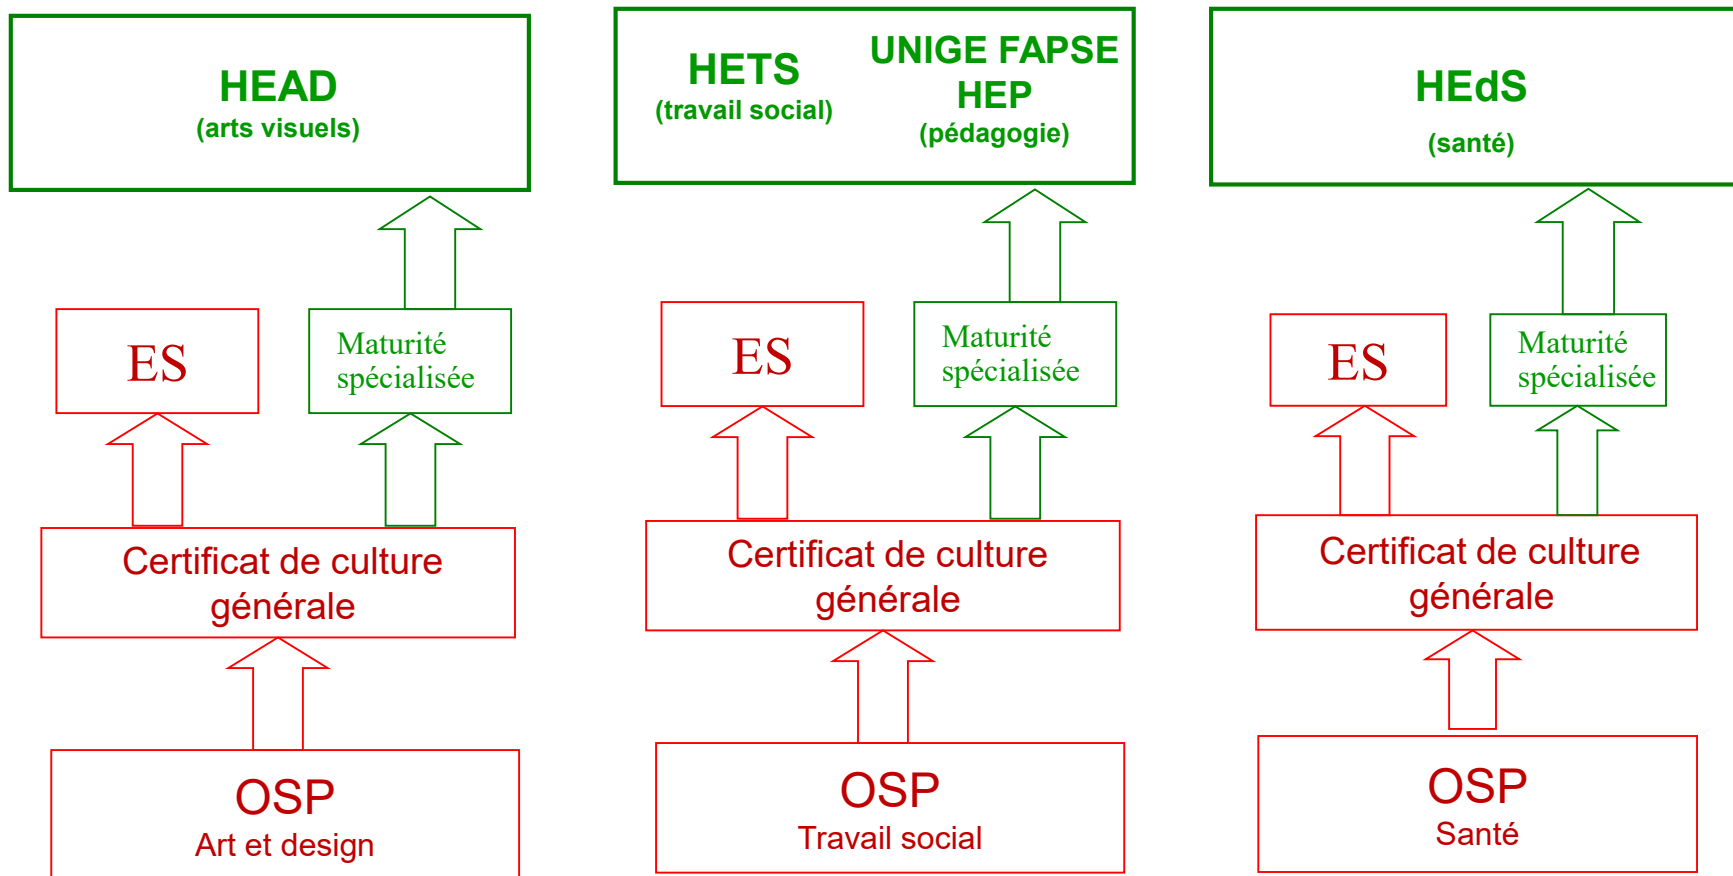 HEAD
(arts visuels)
HETS
(travail social)
UNIGE FAPSE
HEP
(pédagogie)
HEdS
(santé)
ES
Maturité
spécialisée
ES
Maturité
spécialisée
ES
Maturité
spécialisée
Certificat de culture
générale
Certificat de culture
générale
Certificat de culture
générale
OSP
Art et design
OSP
Travail social
OSP
Santé